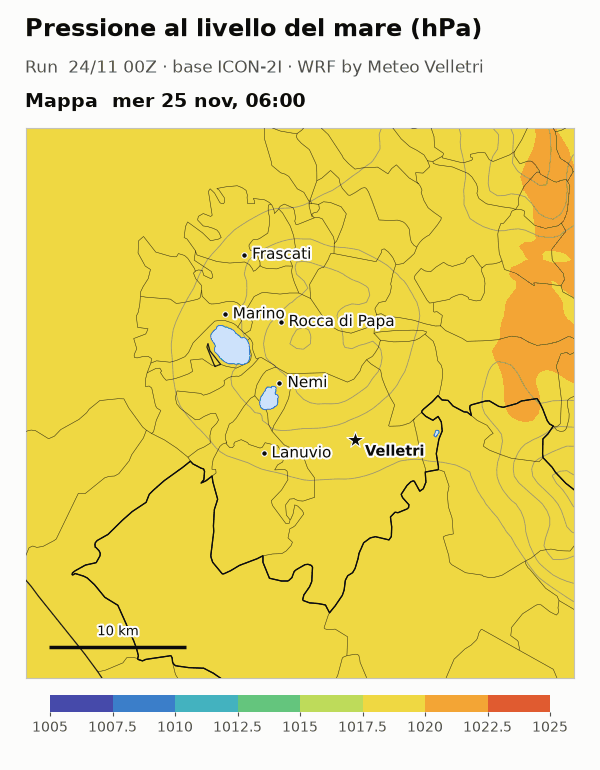 Pressione al livello del mare (hPa)
Run  24/11 00Z · base ICON-2I · WRF by Meteo Velletri
Mappa  mer 25 nov, 06:00
Frascati
Marino
Rocca di Papa
Nemi
Velletri
Lanuvio
10 km
1005 1007.5 1010 1012.5 1015 1017.5 1020 1022.5 1025